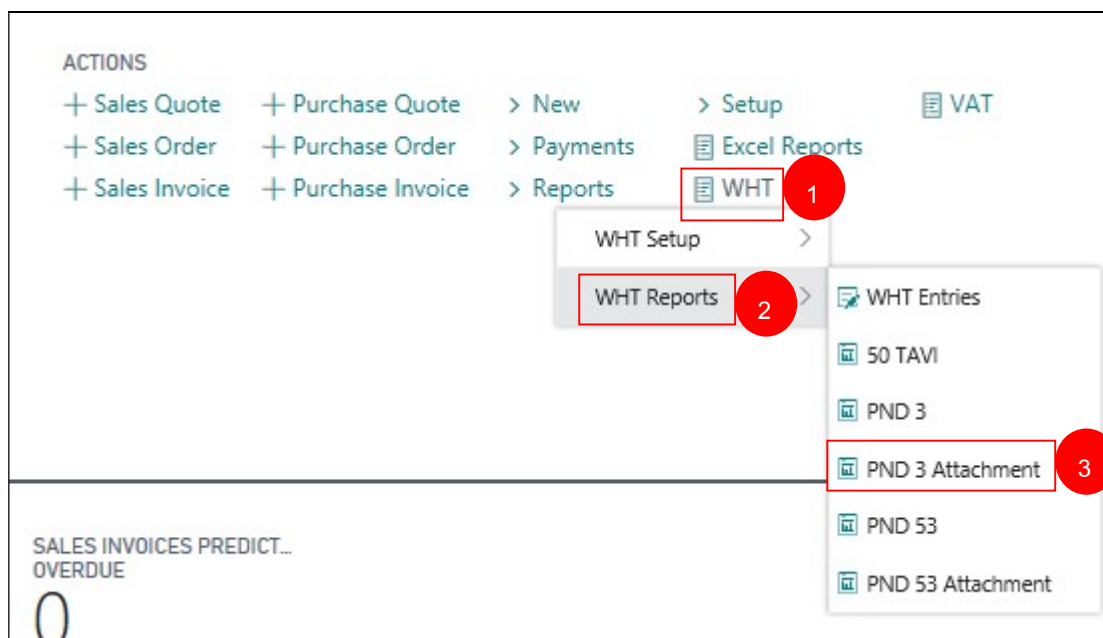 ACTIONS
+ Sales Quote + Purchase Quote > New > Setup VAT
+ Sales Order + Purchase Order > Payments Excel Reports
+ Sales Invoice + Purchase Invoice > Reports WHT 1
WHT Setup >
WHT Reports 2 > WHT Entries
50 TAVI
PND 3
PND 3 Attachment 3
PND 53
PND 53 Attachment
SALES INVOICES PREDICT...
OVERDUE
0